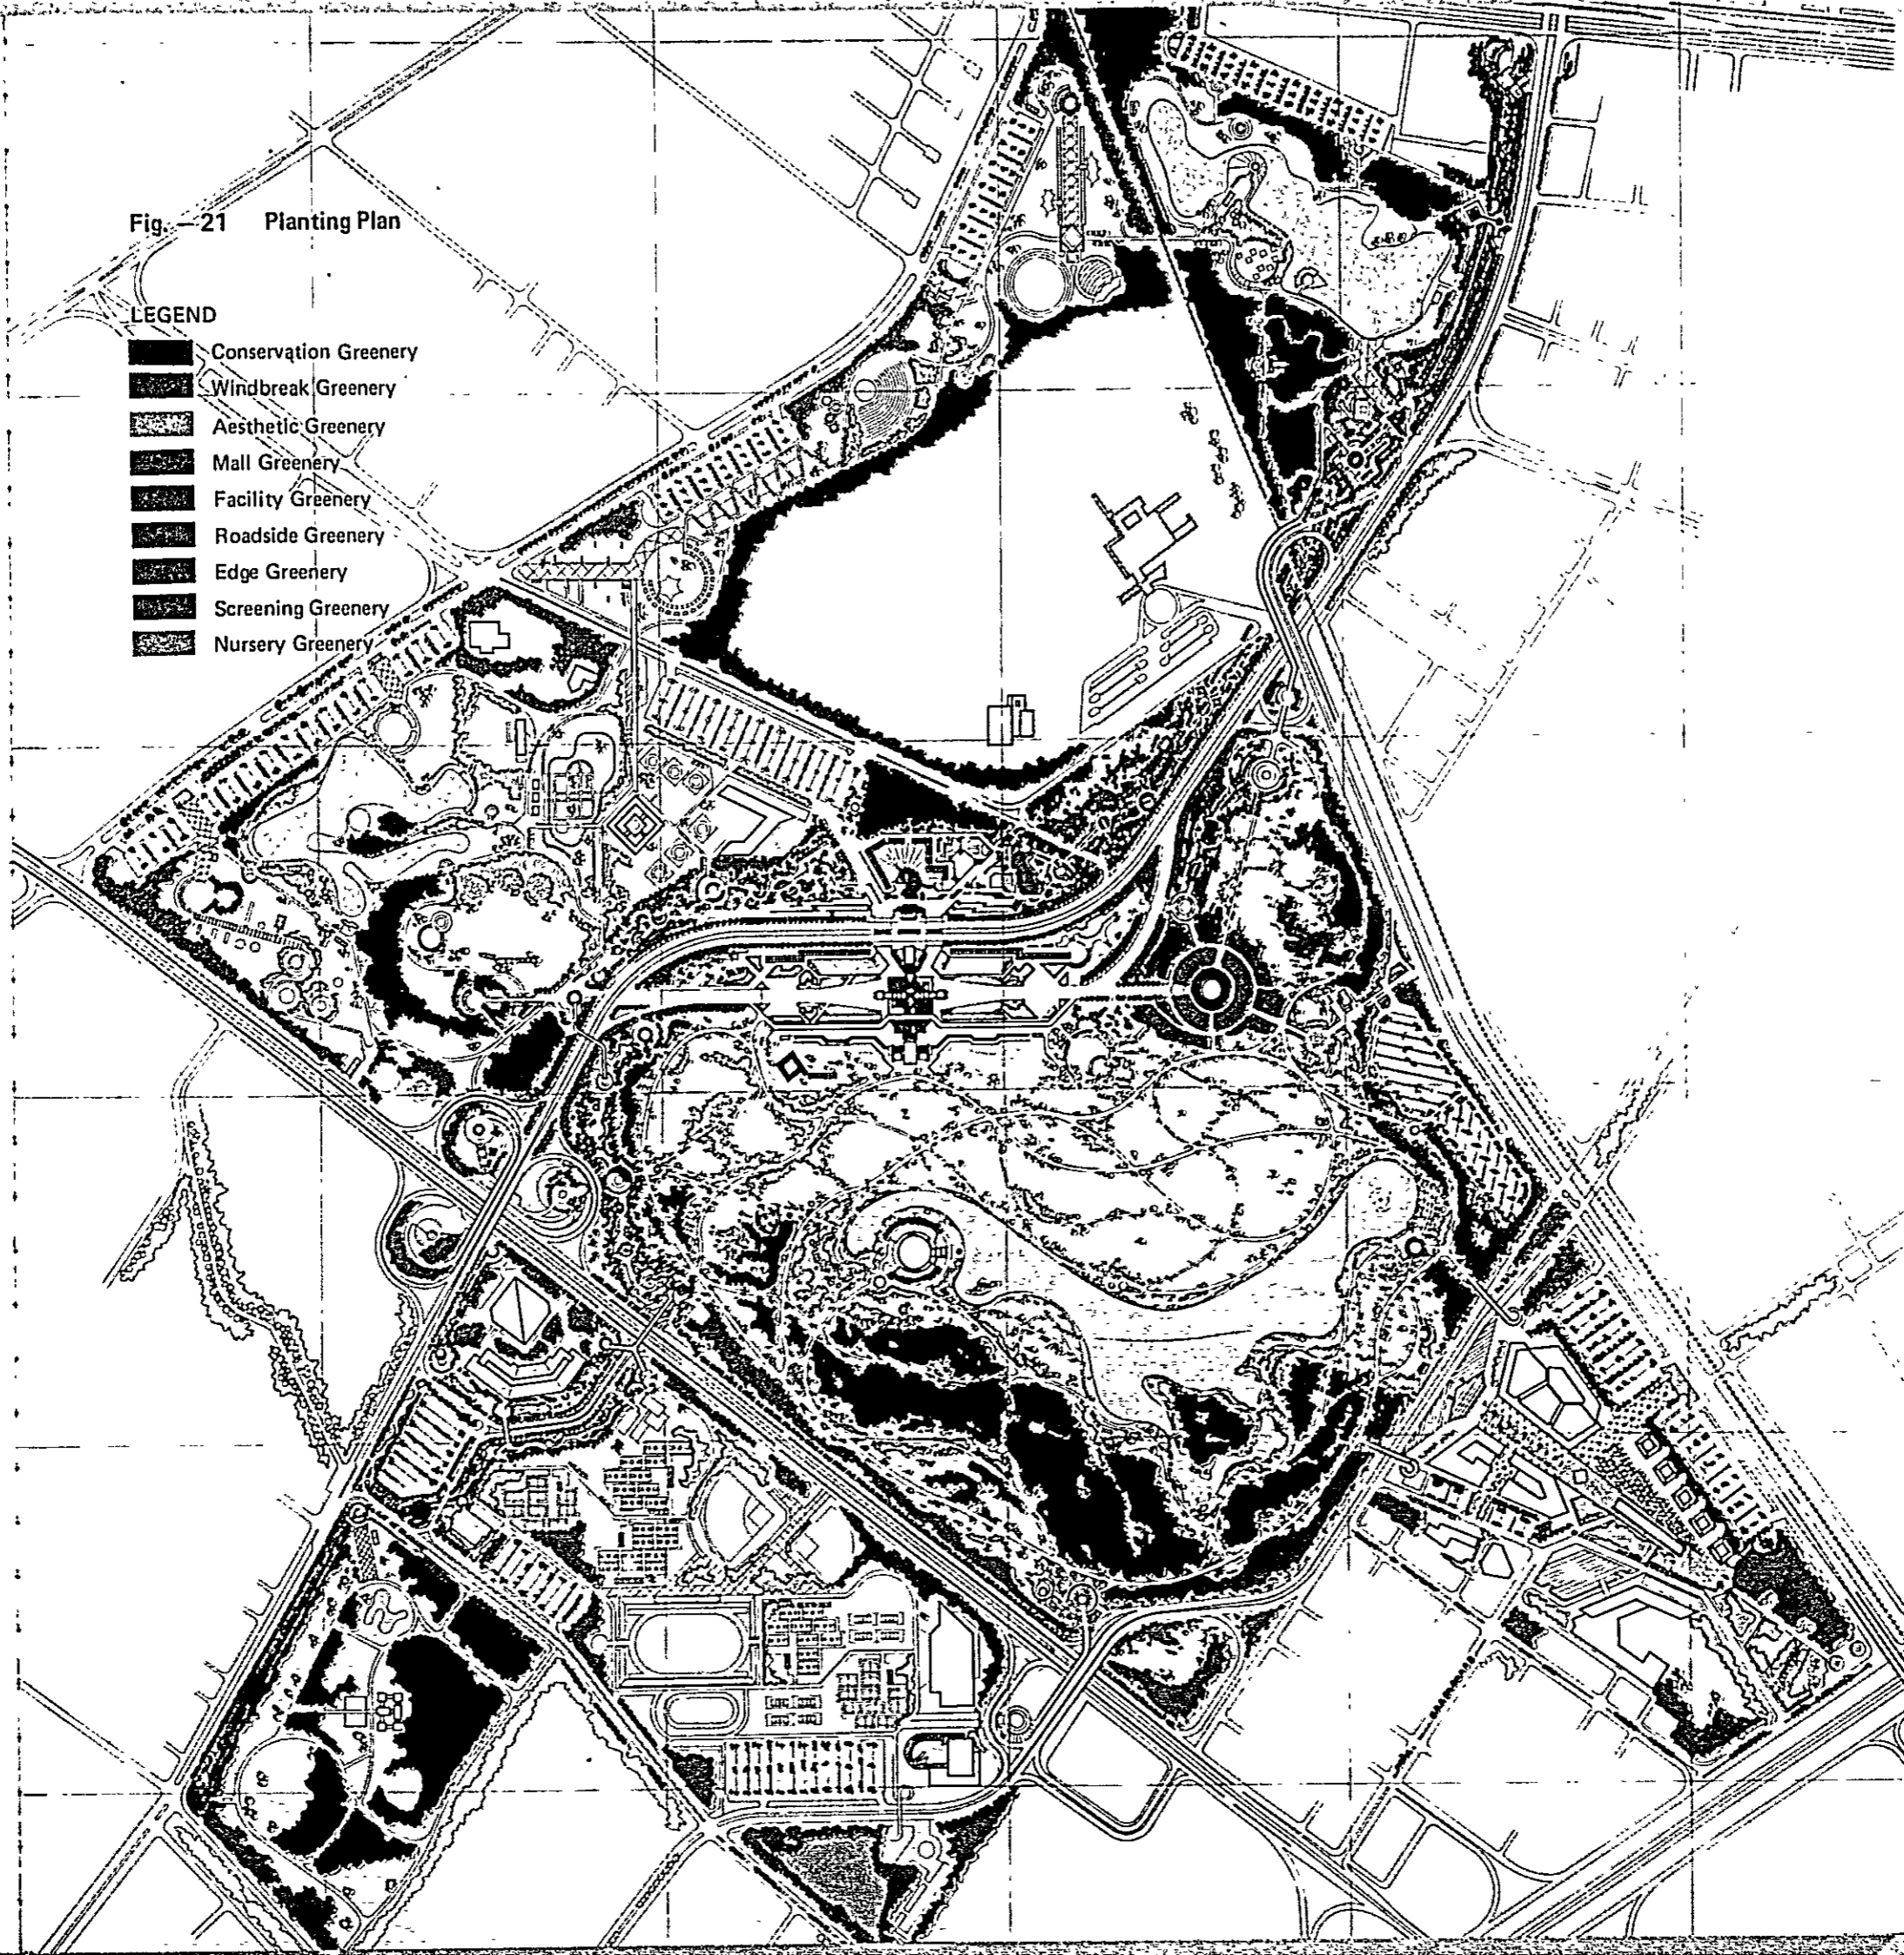 Fig. —21 Planting Plan
LEGEND
Conservation Greenery
Windbreak Greenery
Aesthetic Greenery
Mall Greenery
Facility Greenery
Roadside Greenery
Edge Greenery
Screening Greenery
Nursery Greenery